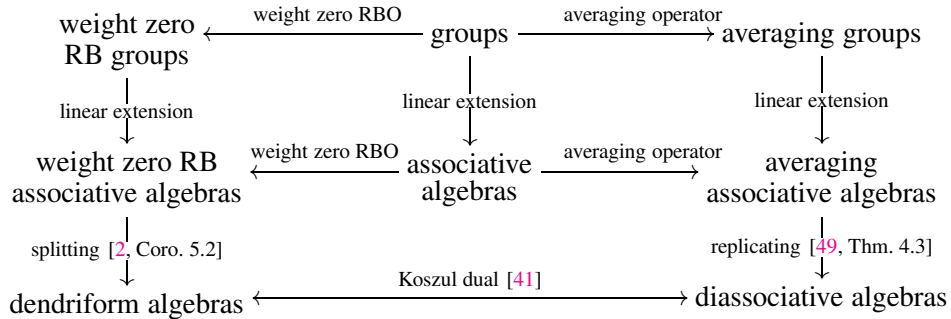 weight zero
RB groups
weight zero RBO
groups
averaging operator
averaging groups
linear extension
linear extension
linear extension
weight zero RB
associative algebras
weight zero RBO
associative
algebras
averaging operator
averaging
associative algebras
splitting [2, Coro. 5.2]
replicating [49, Thm. 4.3]
dendriform algebras
Koszul dual [41]
diassociative algebras